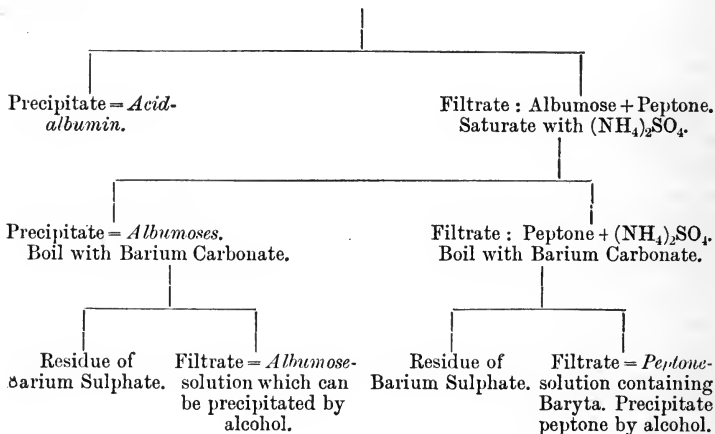 Precipitate = Acid-
albumin.
Filtrate : Albumose + Peptone.
Saturate with (NH₄)₂SO₄.
Precipitate = Albumoses.
Boil with Barium Carbonate.
Filtrate : Peptone + (NH₄)₂SO₄.
Boil with Barium Carbonate.
Residue of
Barium Sulphate.
Filtrate = Albumose-
solution which can
be precipitated by
alcohol.
Residue of
Barium Sulphate.
Filtrate = Peptone-
solution containing
Baryta. Precipitate
peptone by alcohol.